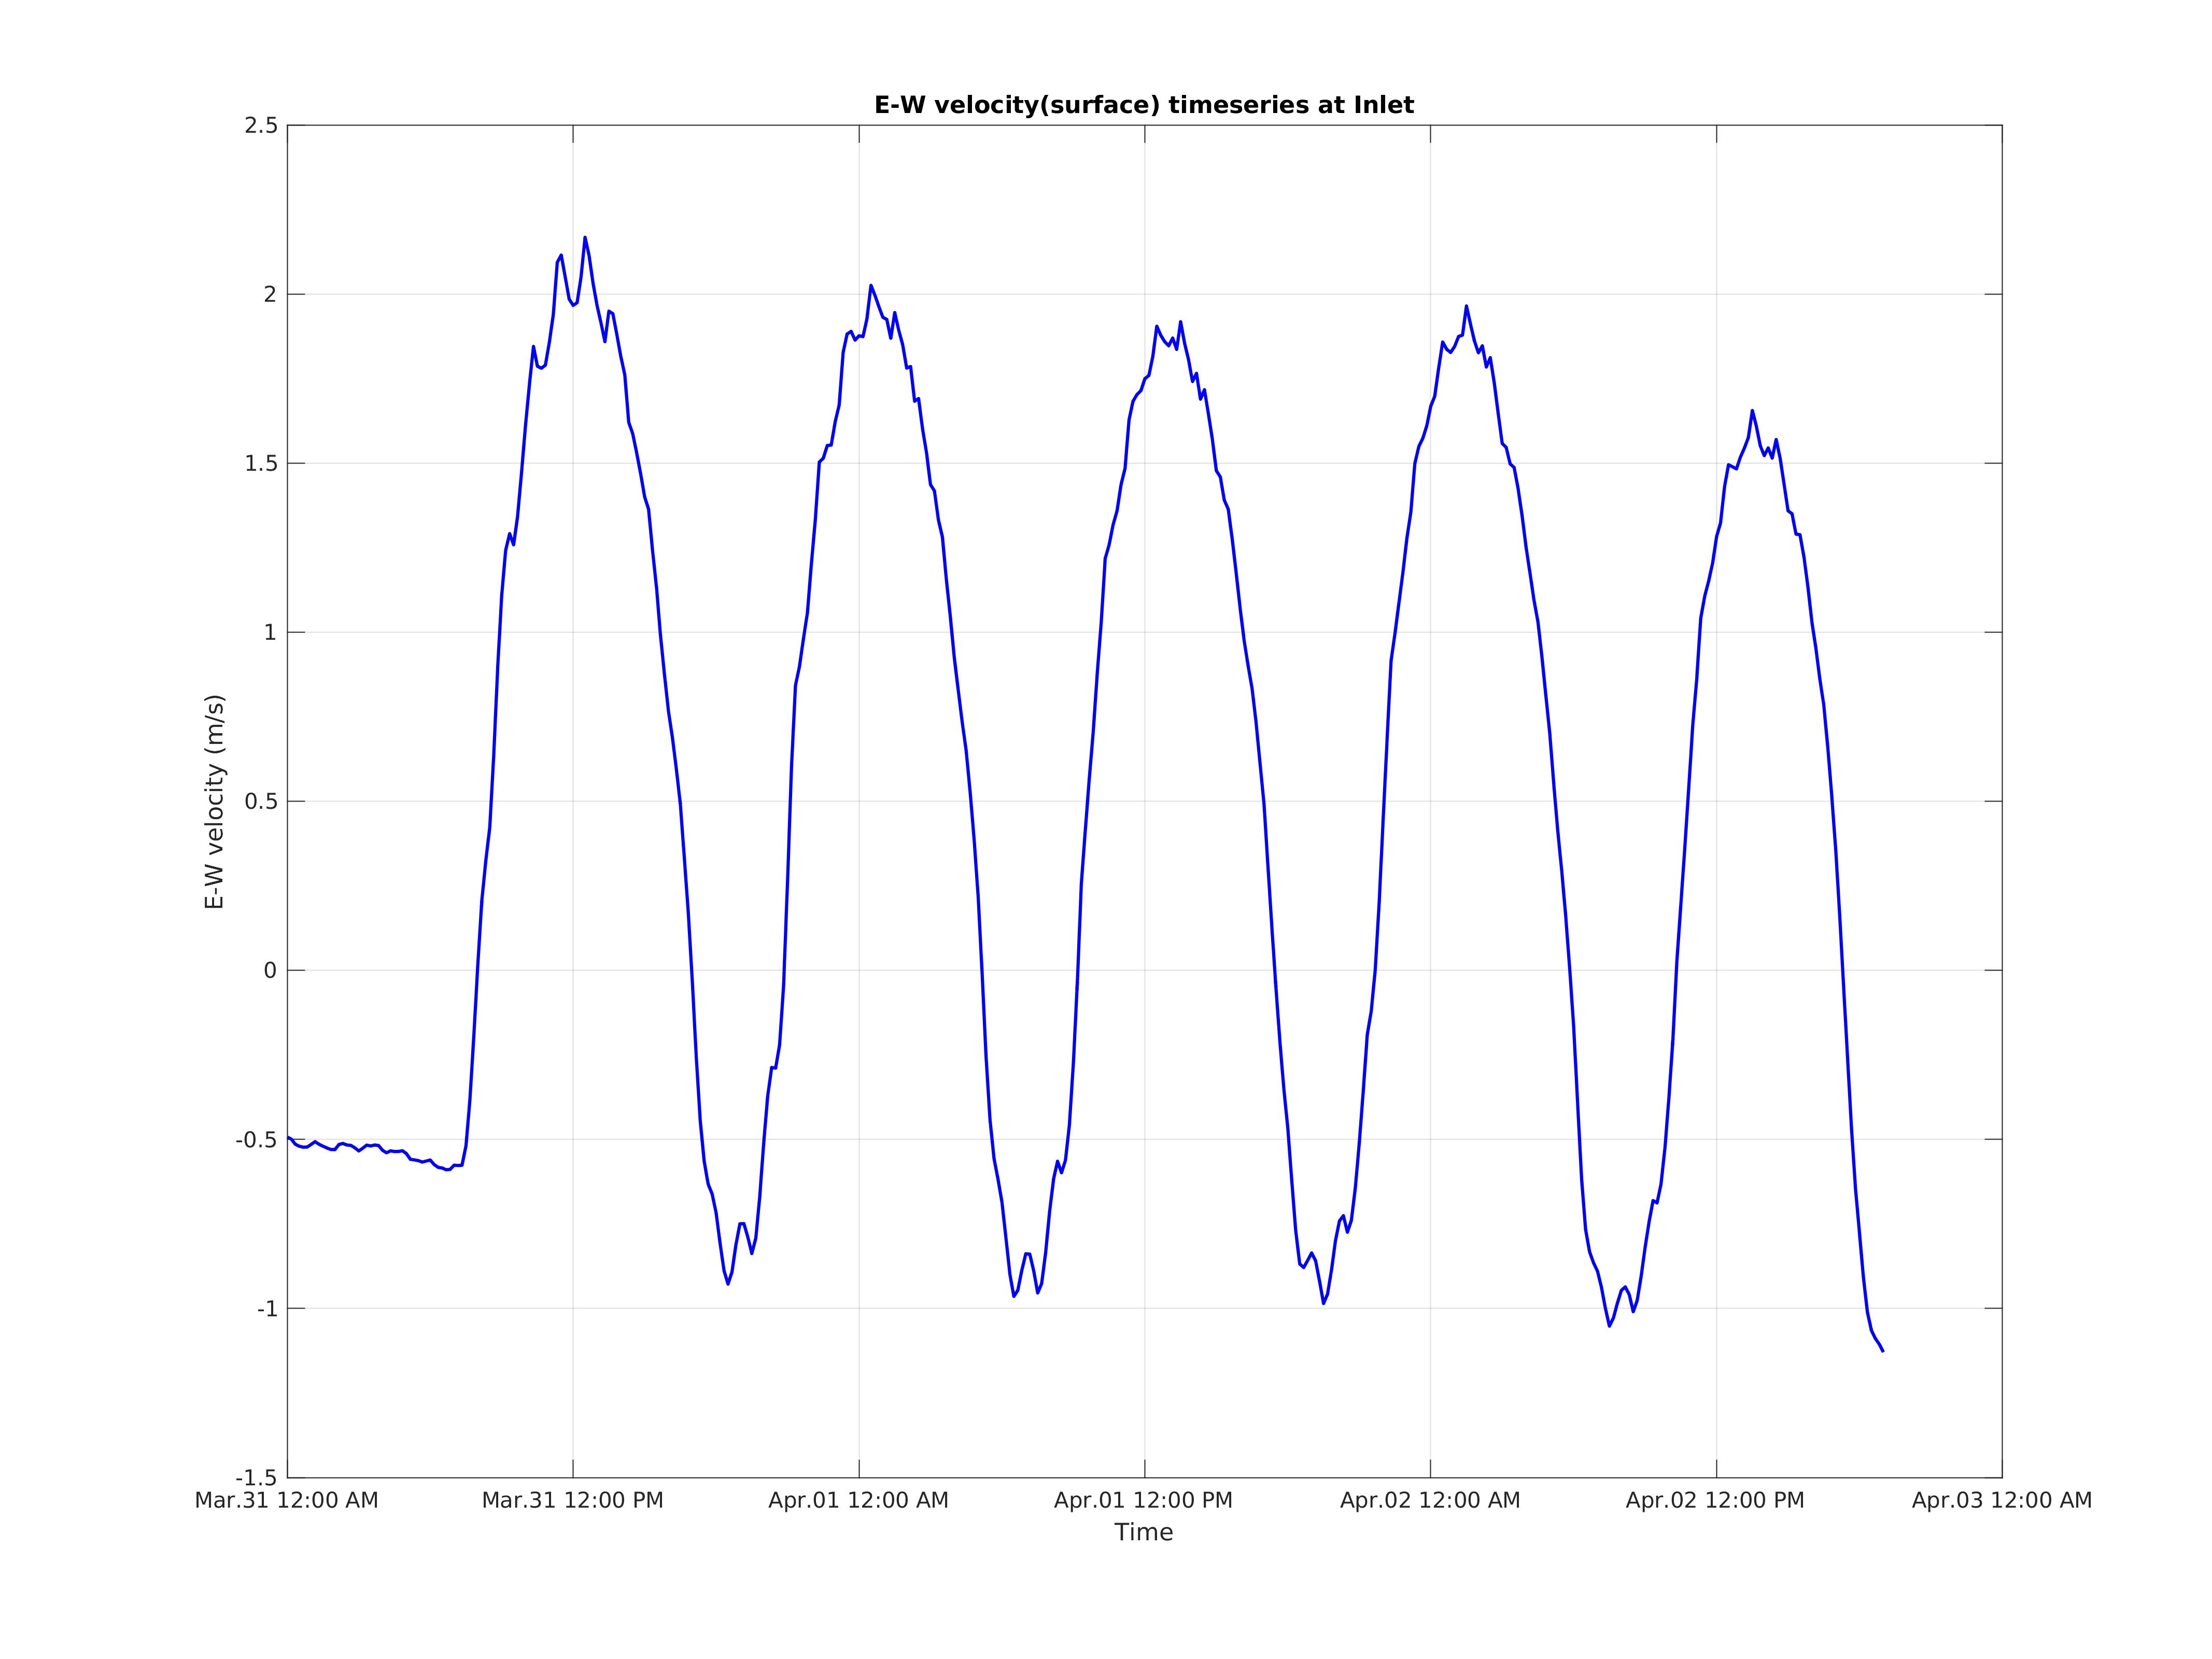 E-W velocity(surface) timeseries at Inlet
E-W velocity (m/s)
2.5
2
1.5
1
0.5
0
-0.5
-1
-1.5
Mar.31 12:00 AM
Mar.31 12:00 PM
Apr.01 12:00 AM
Apr.01 12:00 PM
Apr.02 12:00 AM
Apr.02 12:00 PM
Apr.03 12:00 AM
Time